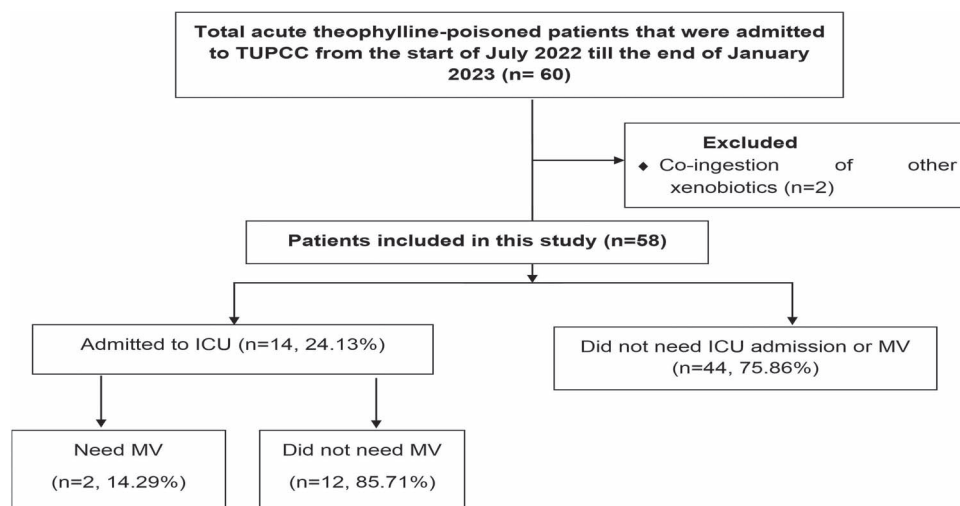 Total acute theophylline-poisoned patients that were admitted
to TUPCC from the start of July 2022 till the end of January
2023 (n= 60)
Excluded
◆ Co-ingestion of other
xenobiotics (n=2)
Patients included in this study (n=58)
Admitted to ICU (n=14, 24.13%)
Did not need ICU admission or MV
(n=44, 75.86%)
Need MV
(n=2, 14.29%)
Did not need MV
(n=12, 85.71%)